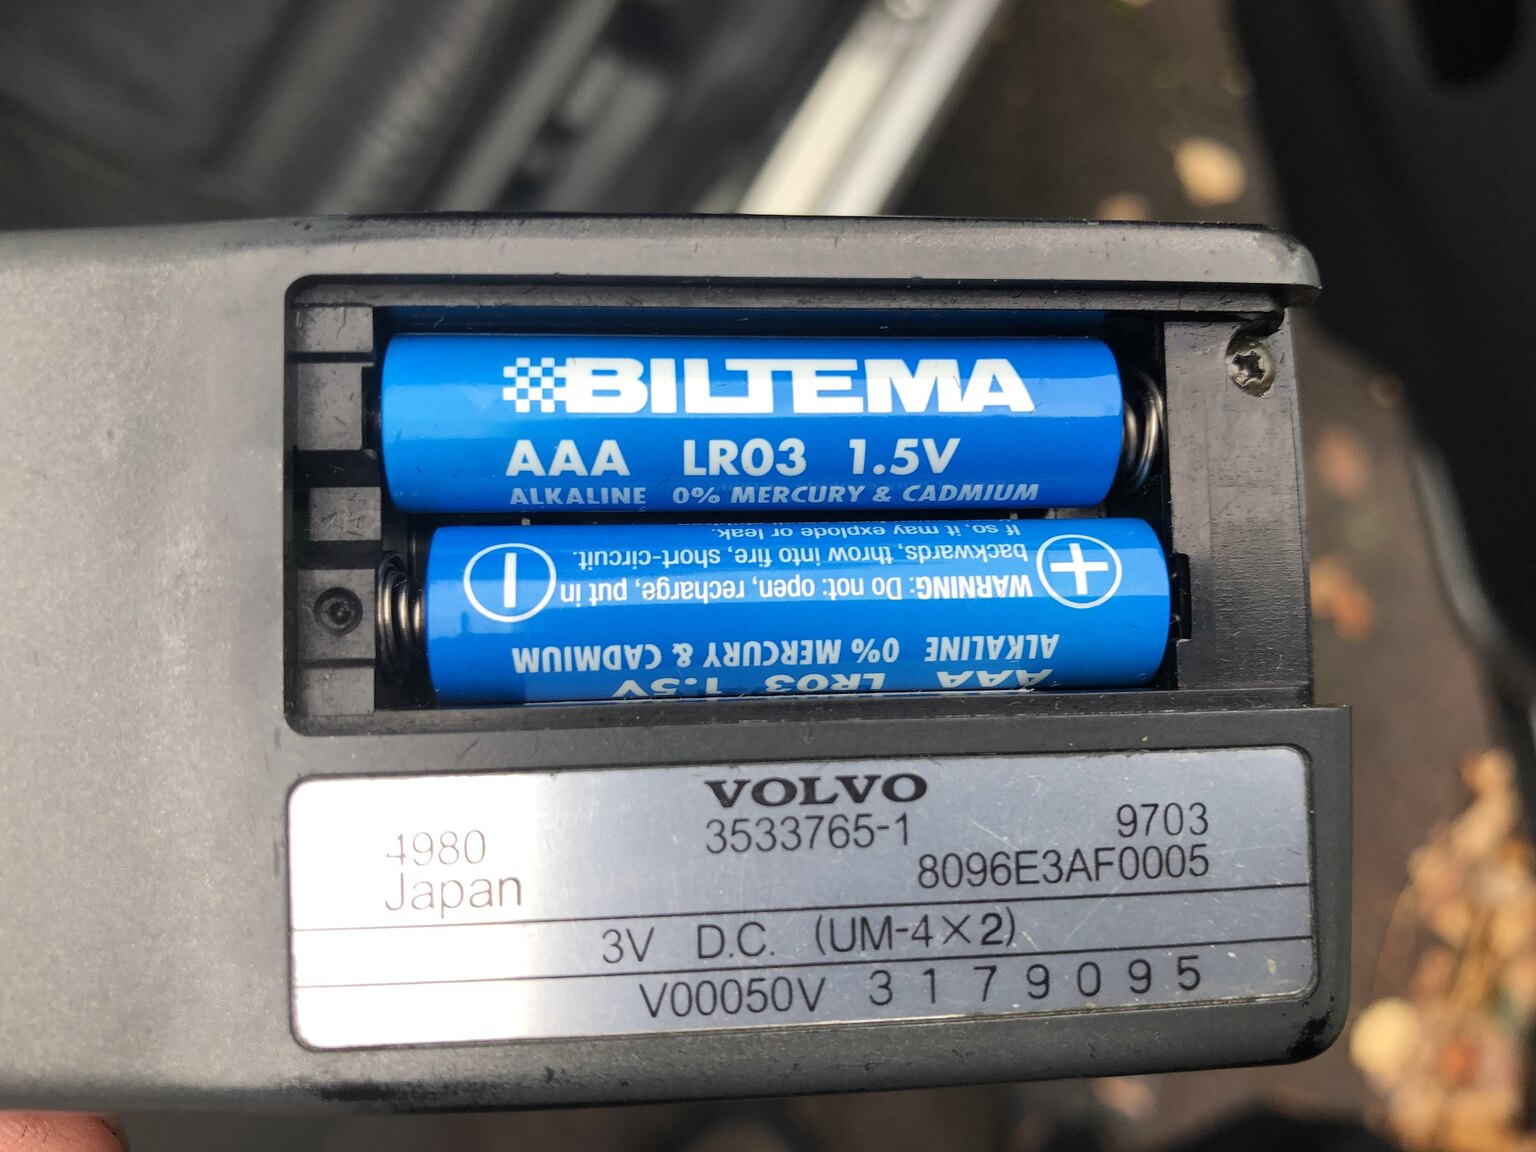 BILTEMA
AAA LR03 1.5V
ALKALINE 0% MERCURY & CADMIUM
AAA LR03 1.5V
ALKALINE 0% MERCURY & CADMIUM
WARNING: Do not: open, recharge, put in
backwards, throw into fire, short-circuit.
If so, it may explode or leak.
VOLVO
4980
Japan
3533765-1
9703
8096E3AF0005
3V D.C. (UM-4×2)
V00050V 3179095